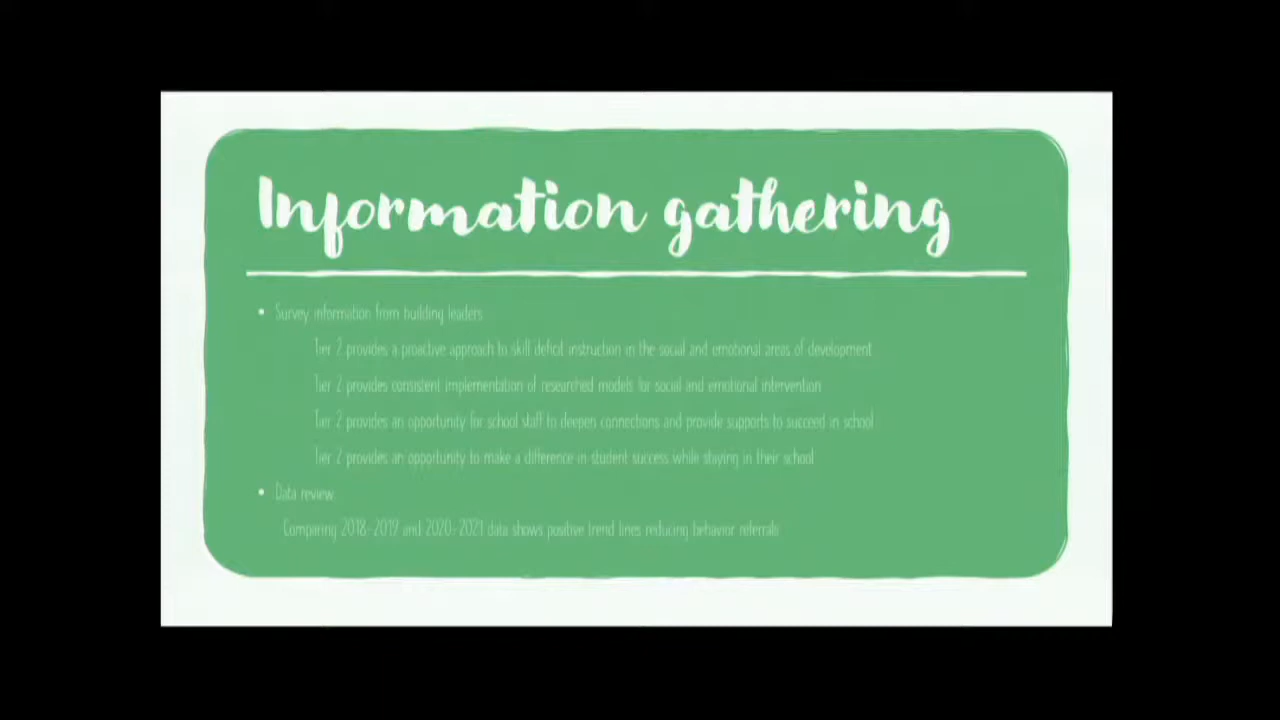 Information gathering
• Survey information from building leaders
Tier 2 provides a proactive approach to skill deficit instruction in the social and emotional areas of development
Tier 2 provides consistent implementation of researched models for social and emotional intervention
Tier 2 provides an opportunity for school staff to deepen connections and provide supports to succeed in school
Tier 2 provides an opportunity to make a difference in student success while staying in their school
• Data review
Comparing 2018-2019 and 2020-2021 data shows positive trend lines reducing behavior referrals